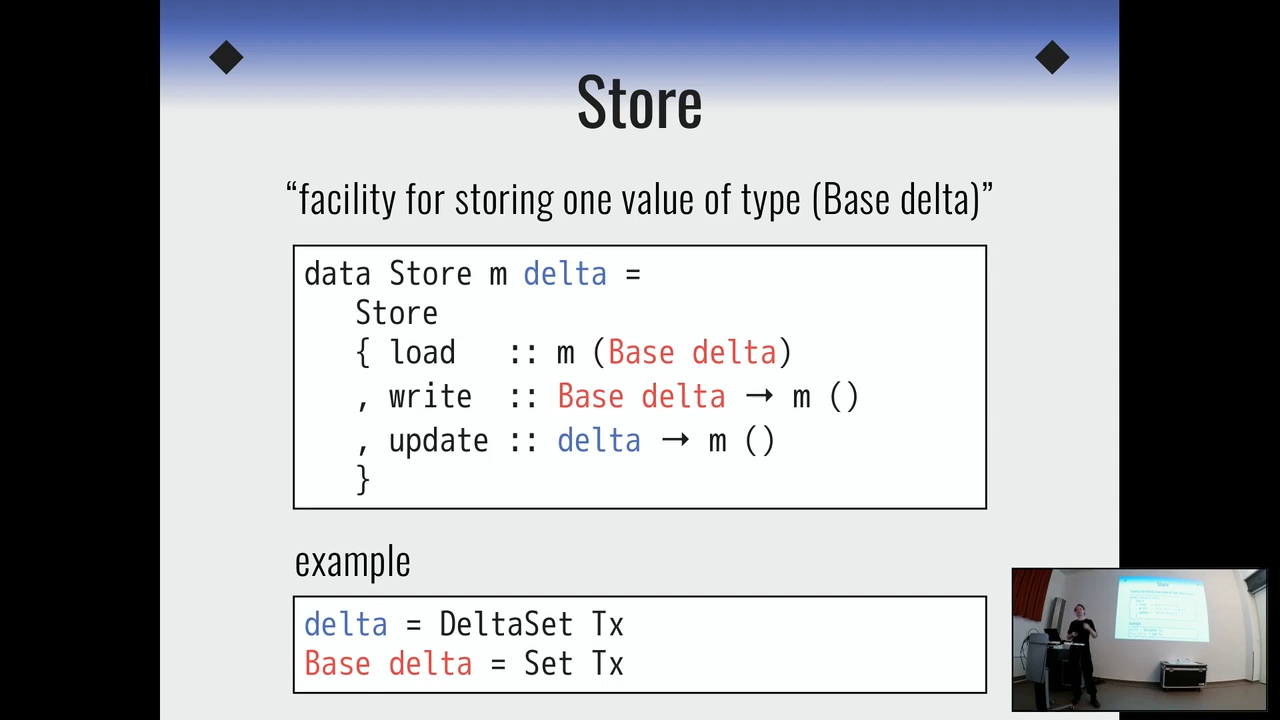 Store
“facility for storing one value of type (Base delta)”
data Store m delta =
Store
{ load :: m (Base delta)
, write :: Base delta → m ()
, update :: delta → m ()
}
example
delta = DeltaSet Tx
Base delta = Set Tx